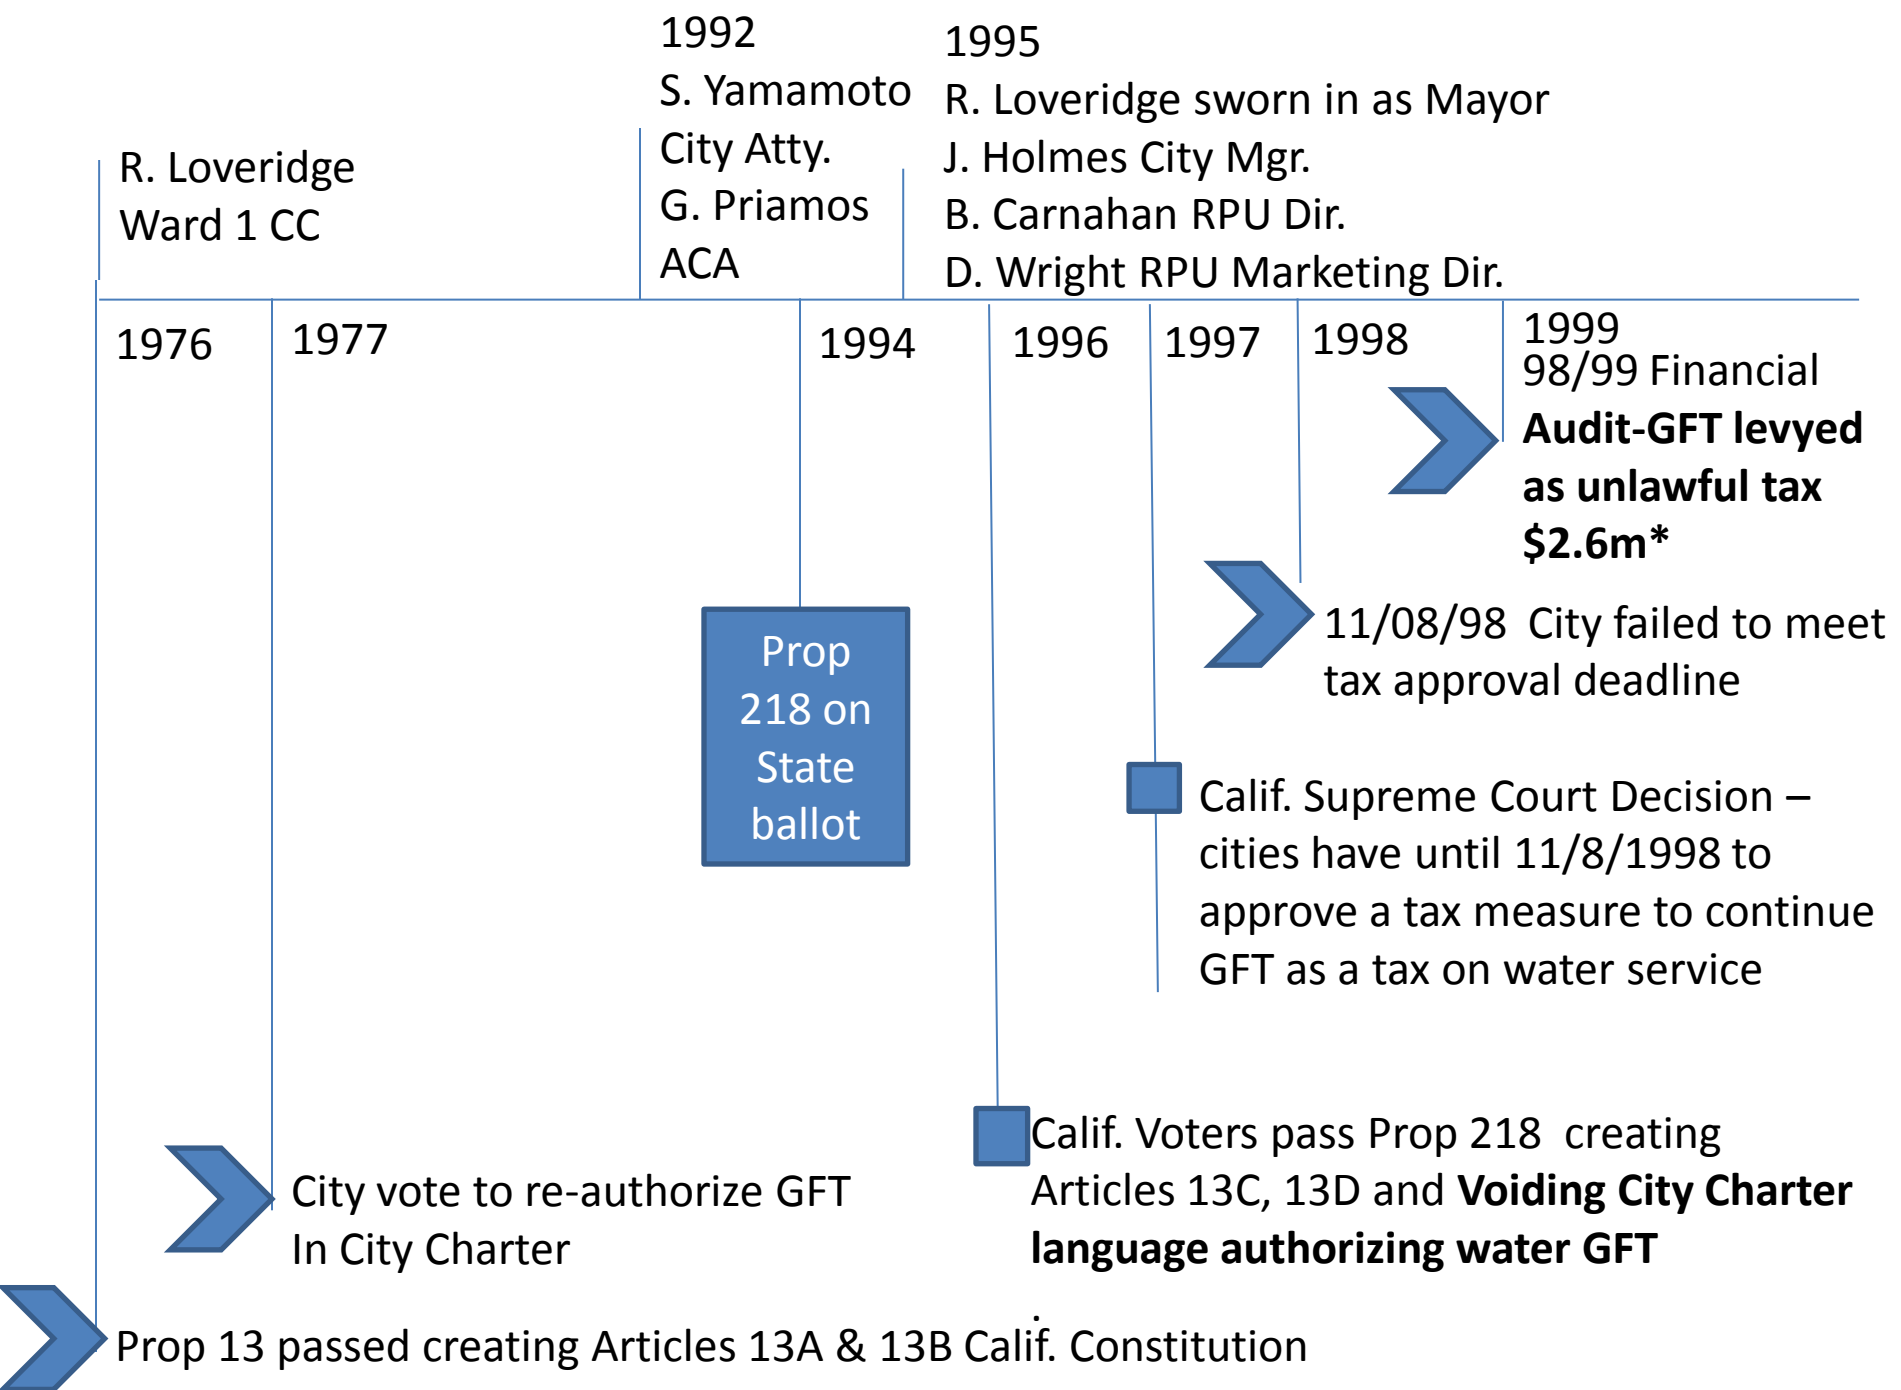 1992
S. Yamamoto
City Atty.
G. Priamos
ACA
1995
R. Loveridge sworn in as Mayor
J. Holmes City Mgr.
B. Carnahan RPU Dir.
D. Wright RPU Marketing Dir.
R. Loveridge
Ward 1 CC
1976
1977
1994
1996
1997
1998
1999
98/99 Financial
Audit-GFT levyed
as unlawful tax
$2.6m*
11/08/98 City failed to meet
tax approval deadline
Prop
218 on
State
ballot
Calif. Supreme Court Decision –
cities have until 11/8/1998 to
approve a tax measure to continue
GFT as a tax on water service
Calif. Voters pass Prop 218 creating
Articles 13C, 13D and Voiding City Charter
language authorizing water GFT
.
City vote to re-authorize GFT
In City Charter
Prop 13 passed creating Articles 13A & 13B Calif. Constitution